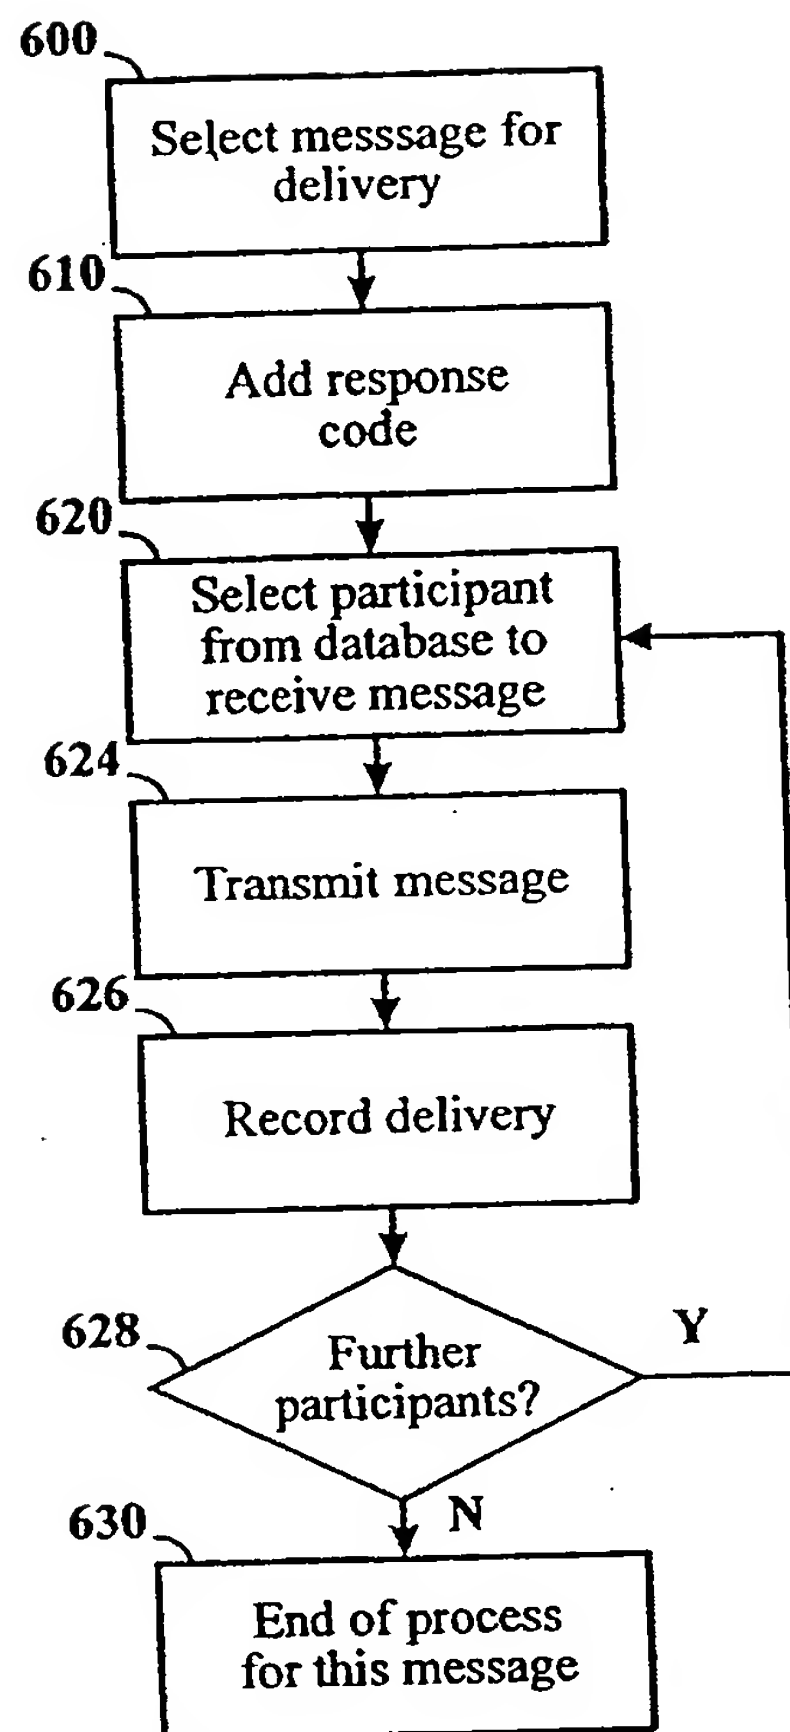 600
Select messsage for
delivery
610
Add response
code
620
Select participant
from database to
receive message
624
Transmit message
626
Record delivery
628
Further
participants?
Y
N
630
End of process
for this message